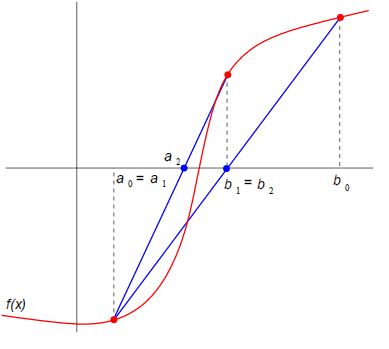 a 2
a 0 = a 1
b 1 = b 2
b 0
f(x)